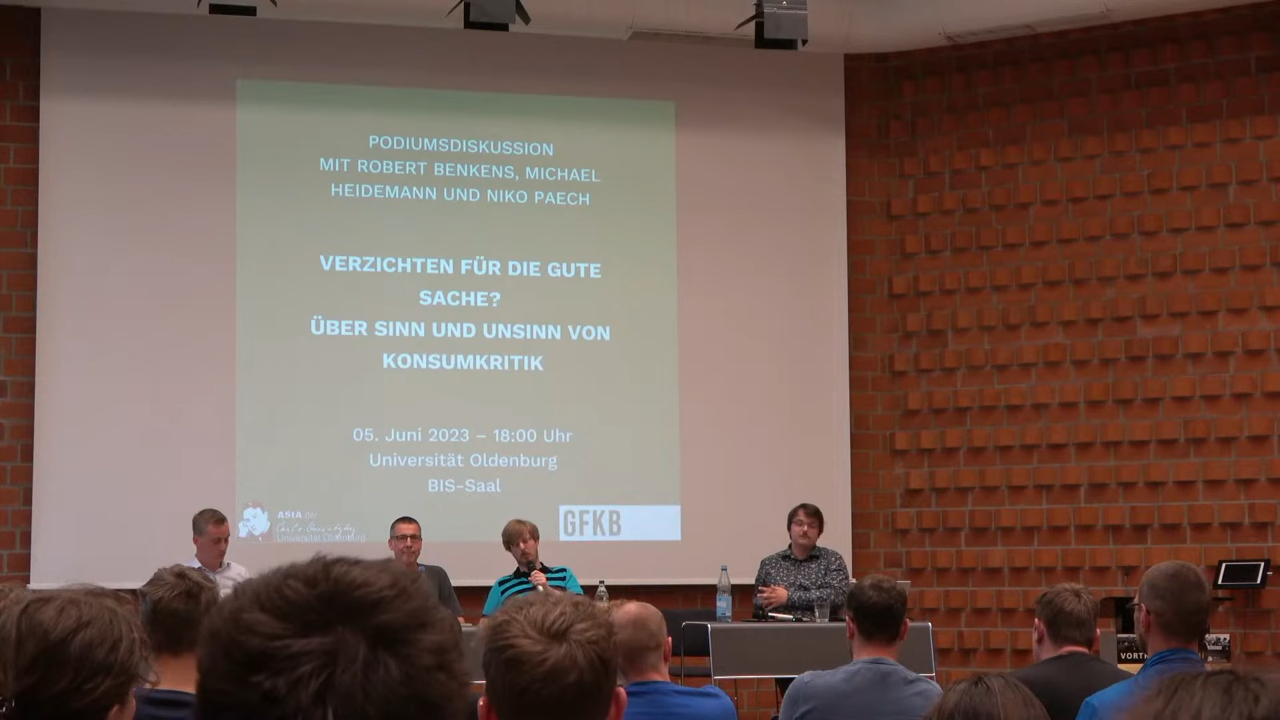 PODIUMSDISKUSSION
MIT ROBERT BENKENS, MICHAEL
HEIDEMANN UND NIKO PAECH
VERZICHTEN FÜR DIE GUTE
SACHE?
ÜBER SINN UND UNSINN VON
KONSUMKRITIK
05. Juni 2023 – 18:00 Uhr
Universität Oldenburg
BIS-Saal
AStA der
Universität Oldenburg
GFKB
VORTR